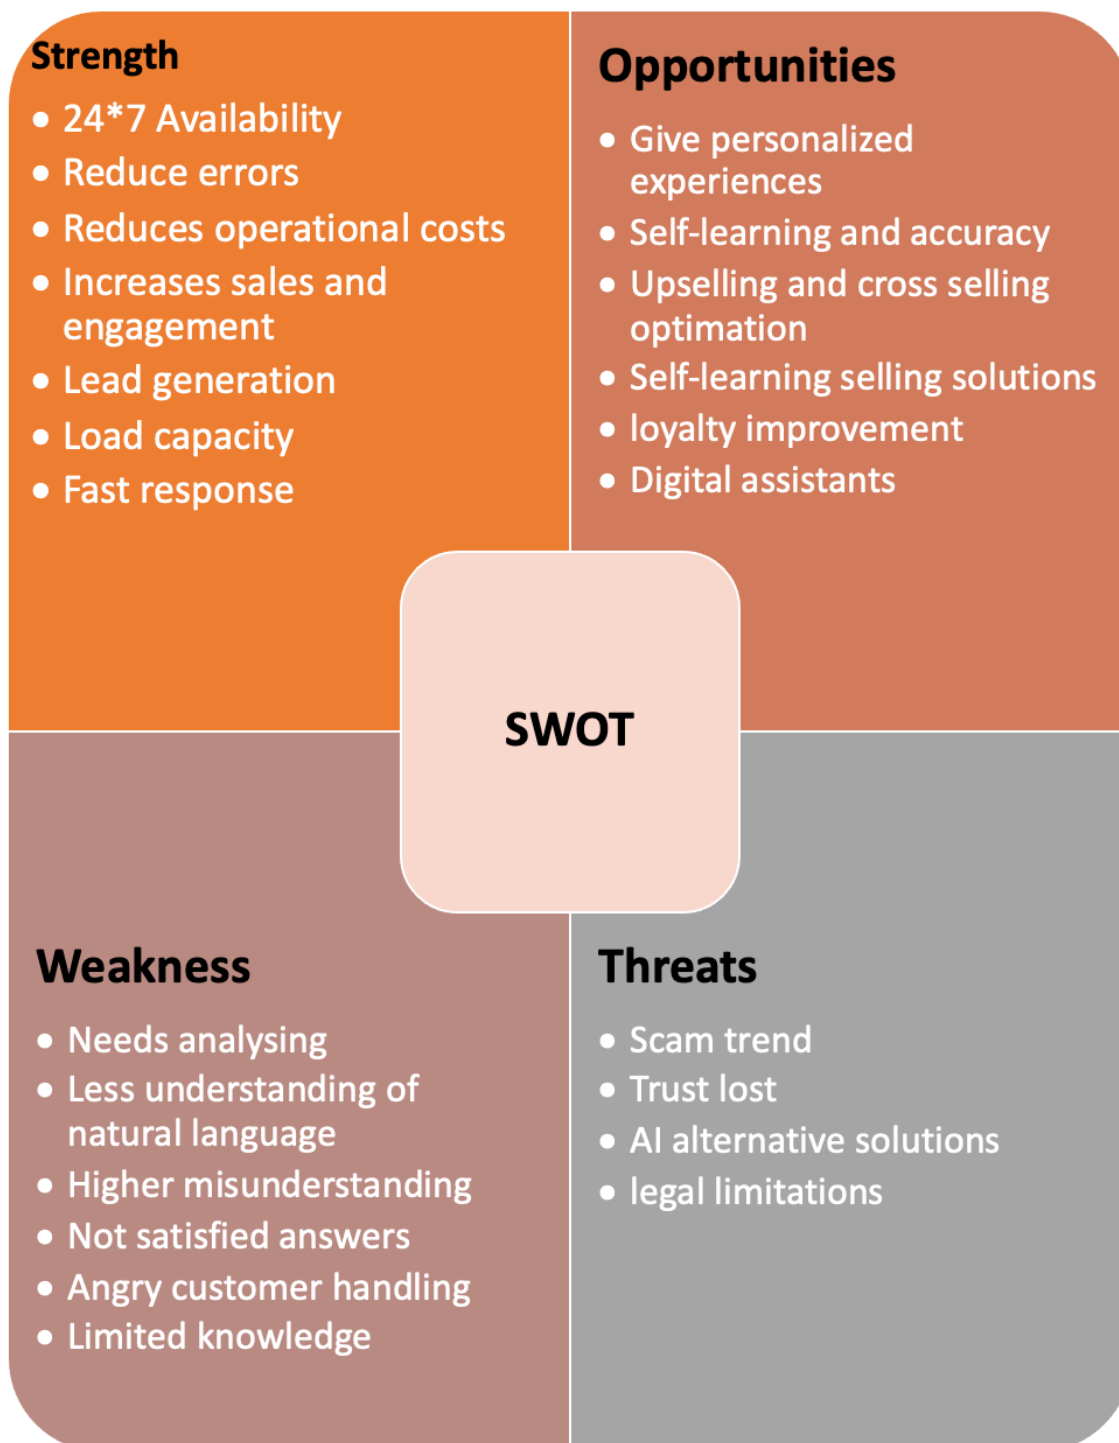 Strength
• 24*7 Availability
• Reduce errors
• Reduces operational costs
• Increases sales and
engagement
• Lead generation
• Load capacity
• Fast response
Opportunities
• Give personalized
experiences
• Self-learning and accuracy
• Upselling and cross selling
optimation
• Self-learning selling solutions
• loyalty improvement
• Digital assistants
SWOT
Weakness
• Needs analysing
• Less understanding of
natural language
• Higher misunderstanding
• Not satisfied answers
• Angry customer handling
• Limited knowledge
Threats
• Scam trend
• Trust lost
• AI alternative solutions
• legal limitations